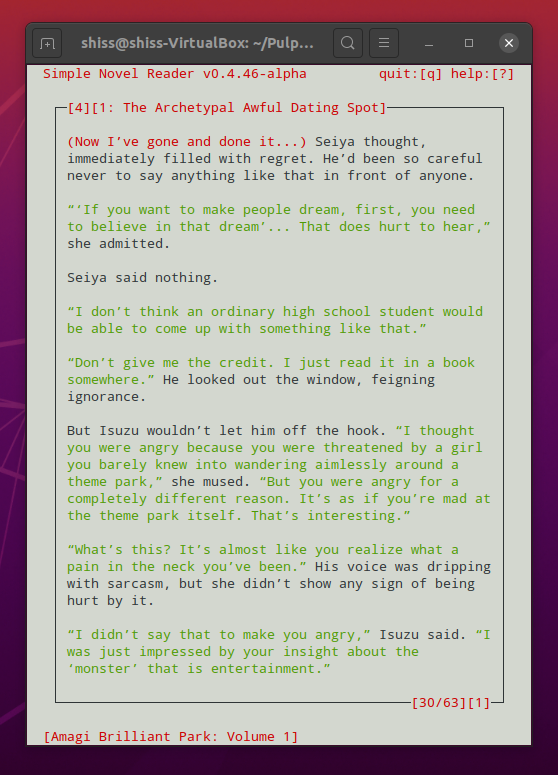 shiss@shiss-VirtualBox: ~/Pulp...
Simple Novel Reader v0.4.46-alpha quit:[q] help:[?]
[4][1: The Archetypal Awful Dating Spot]
(Now I’ve gone and done it...) Seiya thought,
immediately filled with regret. He’d been so careful
never to say anything like that in front of anyone.
“‘If you want to make people dream, first, you need
to believe in that dream’... That does hurt to hear,”
she admitted.
Seiya said nothing.
“I don’t think an ordinary high school student would
be able to come up with something like that.”
“Don’t give me the credit. I just read it in a book
somewhere.” He looked out the window, feigning
ignorance.
But Isuzu wouldn’t let him off the hook. “I thought
you were angry because you were threatened by a girl
you barely knew into wandering aimlessly around a
theme park,” she mused. “But you were angry for a
completely different reason. It’s as if you’re mad at
the theme park itself. That’s interesting.”
“What’s this? It’s almost like you realize what a
pain in the neck you’ve been.” His voice was dripping
with sarcasm, but she didn’t show any sign of being
hurt by it.
“I didn’t say that to make you angry,” Isuzu said. “I
was just impressed by your insight about the
‘monster’ that is entertainment.”
[30/63][1]
[Amagi Brilliant Park: Volume 1]